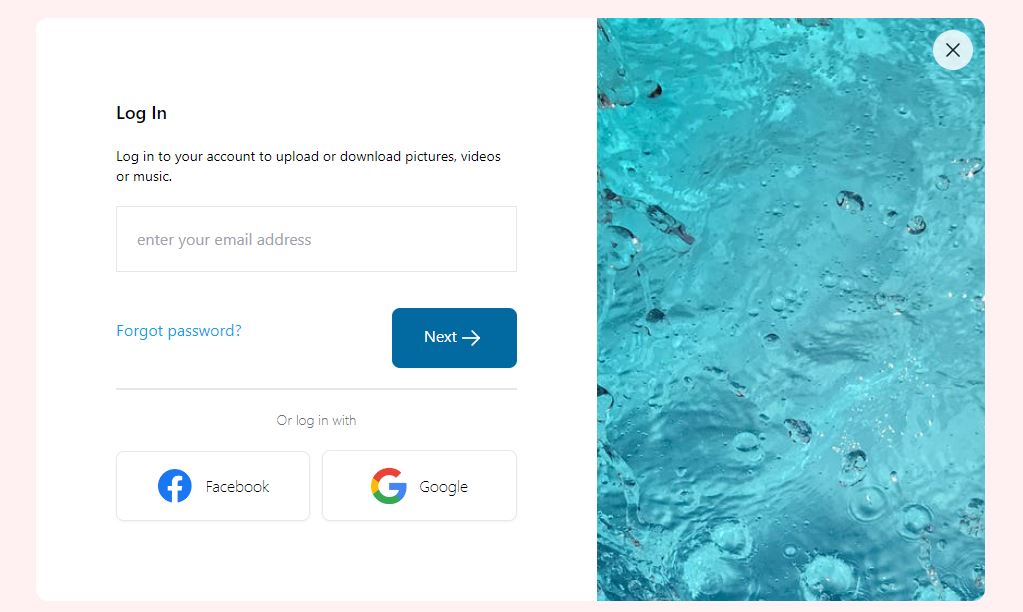 Log In
Log in to your account to upload or download pictures, videos
or music.
enter your email address
Forgot password?
Next
Or log in with
Facebook
Google